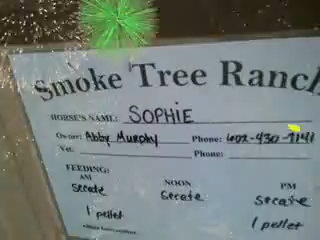 Smoke Tree Ranch
HORSE'S NAME: SOPHIE
Owner: Abby Murphy Phone: 602-430-7141
Vet: Phone:
FEEDING:
AM NOON PM
Secate Secate Secate
1 pellet 1 pellet